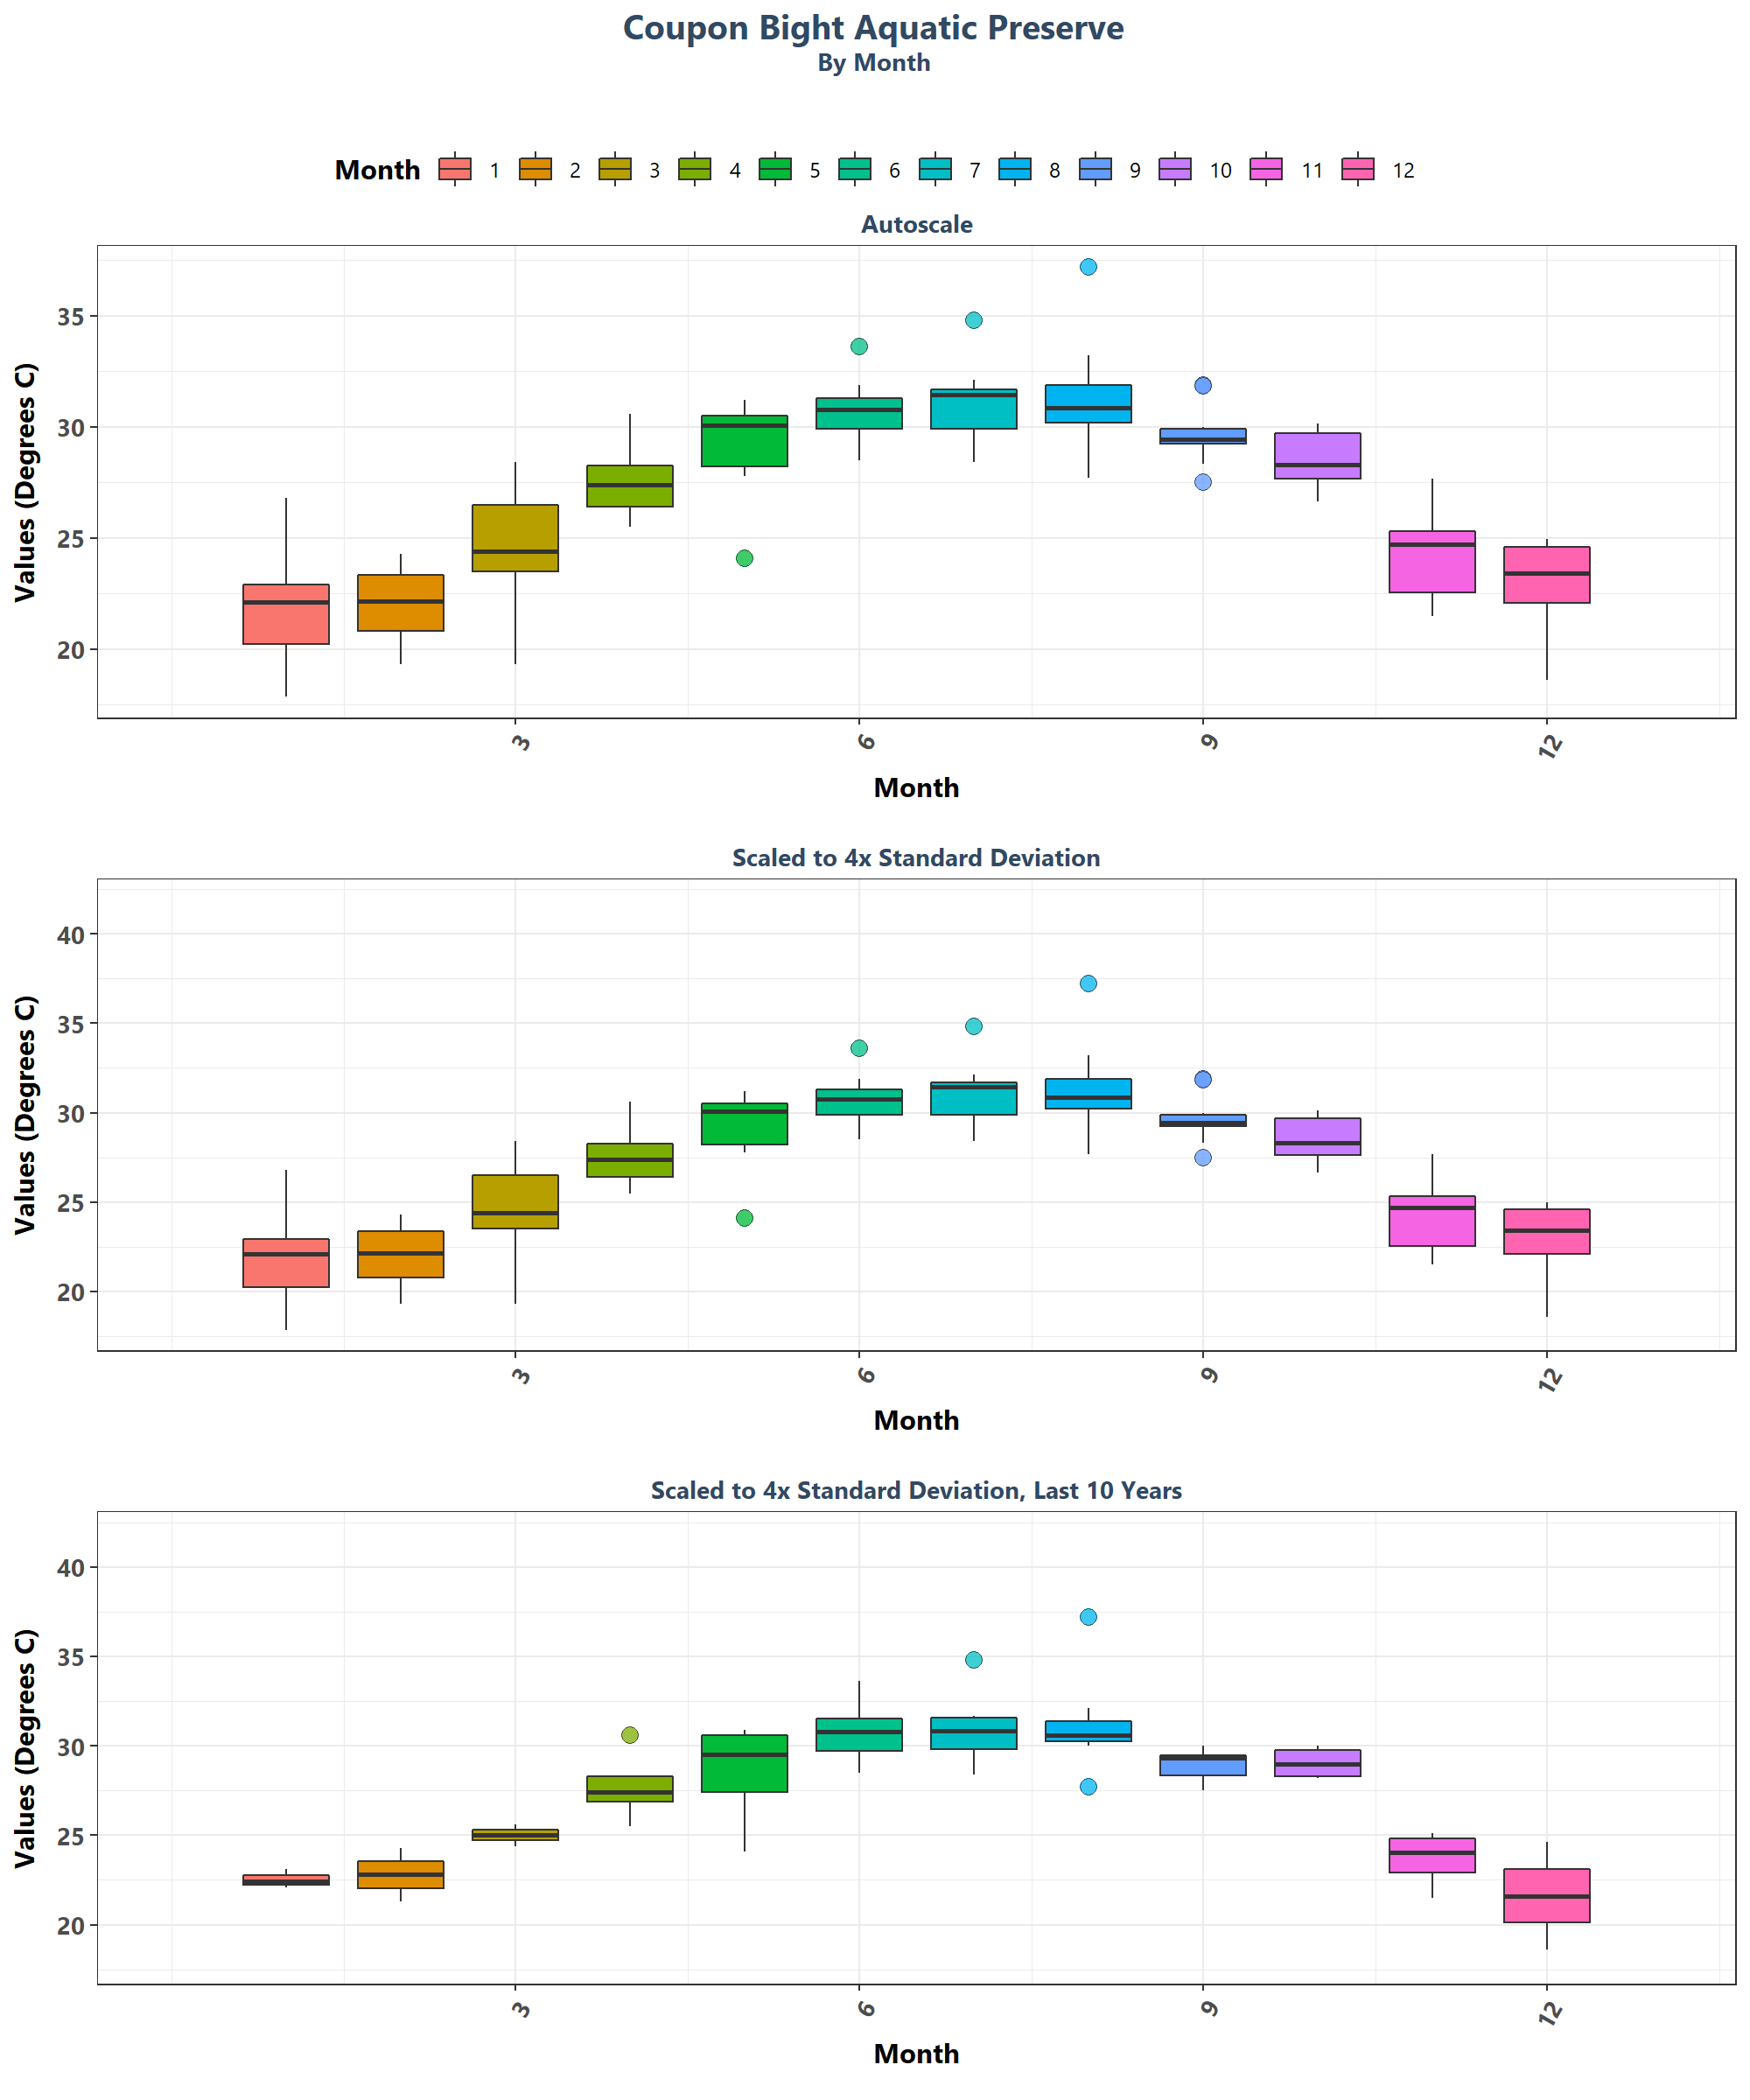 Coupon Bight Aquatic Preserve
By Month
Month 1 2 3 4 5 6 7 8 9 10 11 12
Autoscale
Values (Degrees C)
35
30
25
20
3 6 9 12
Month
Scaled to 4x Standard Deviation
Values (Degrees C)
40
35
30
25
20
3 6 9 12
Month
Scaled to 4x Standard Deviation, Last 10 Years
Values (Degrees C)
40
35
30
25
20
3 6 9 12
Month